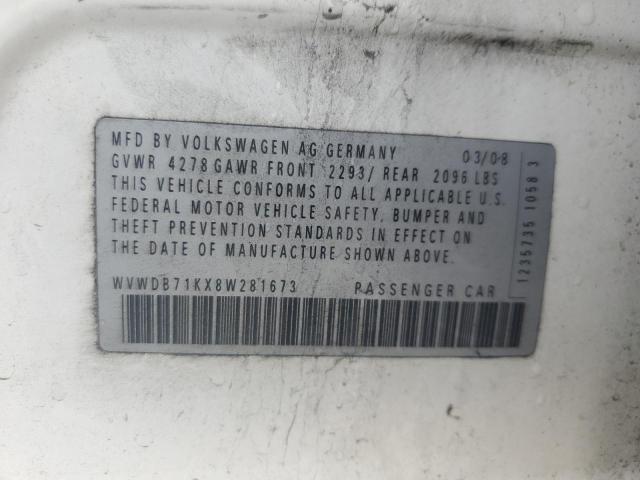 MFD BY VOLKSWAGEN AG GERMANY 03/08
GVWR 4278 GAWR FRONT 2293/ REAR 2096 LBS
THIS VEHICLE CONFORMS TO ALL APPLICABLE U.S.
FEDERAL MOTOR VEHICLE SAFETY, BUMPER AND
THEFT PREVENTION STANDARDS IN EFFECT ON
THE DATE OF MANUFACTURE SHOWN ABOVE.
WVWDB71KX8W281673 PASSENGER CAR
1235735 1058 3